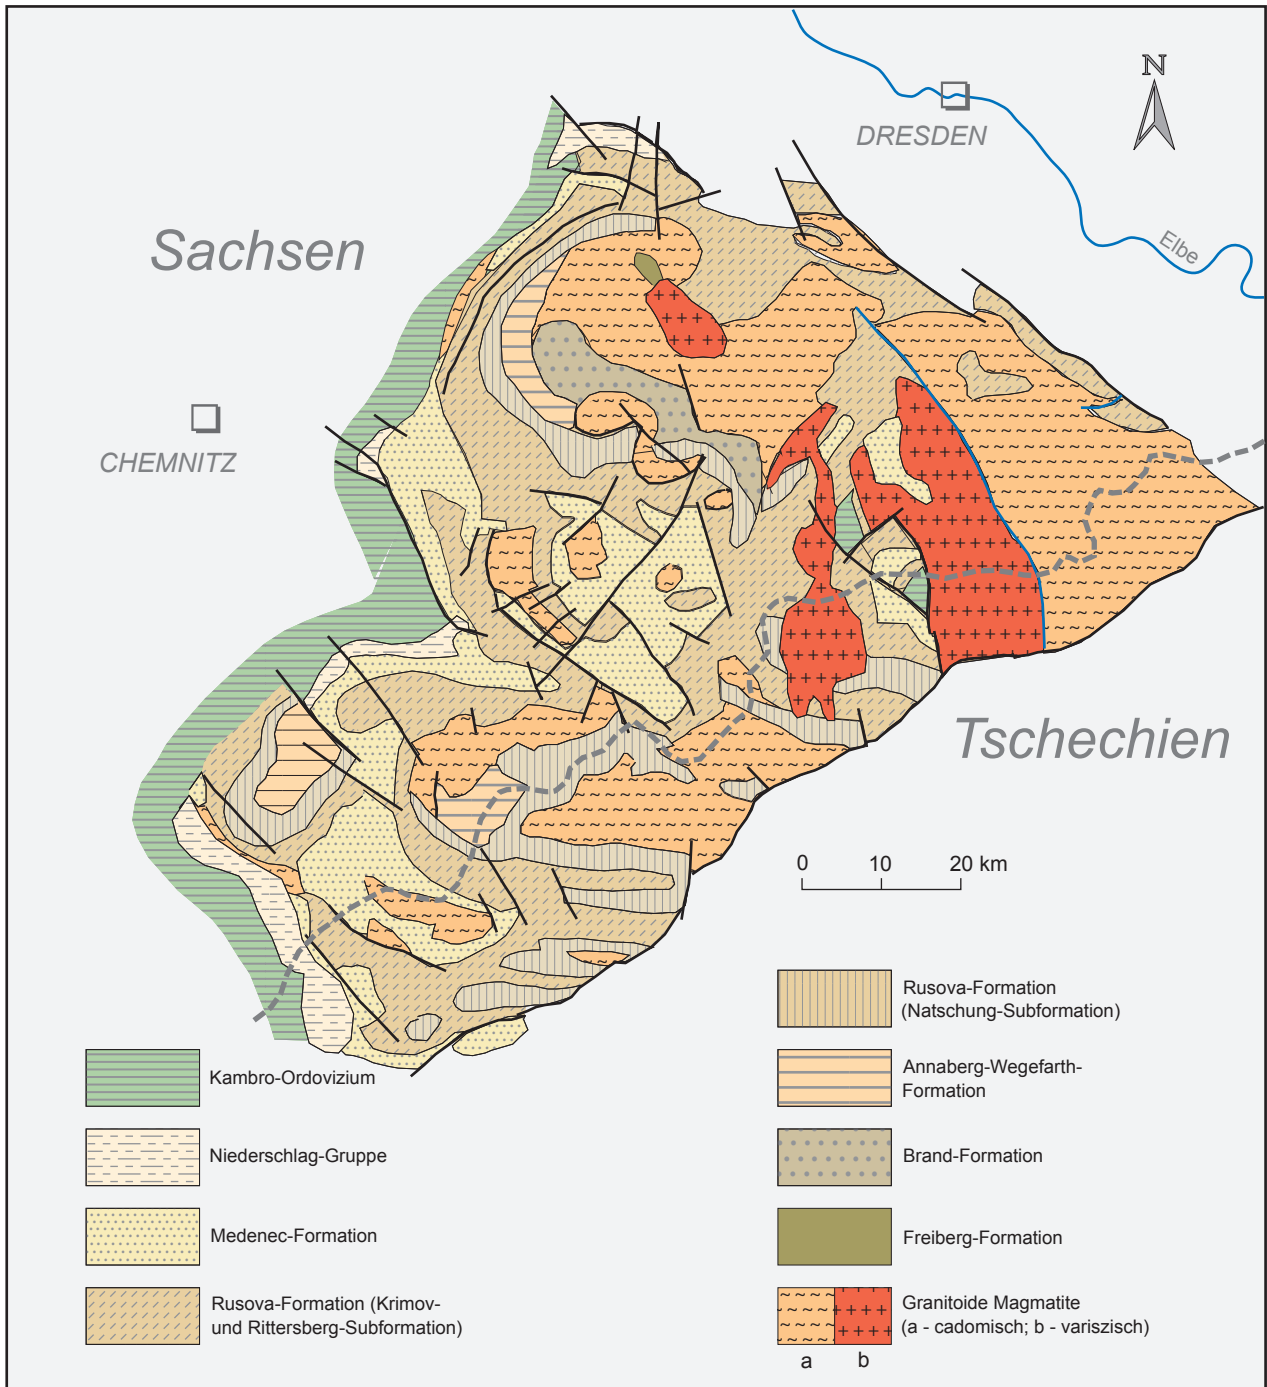 N
DRESDEN
Sachsen
Elbe
CHEMNITZ
Tschechien
0 10 20 km
Kambro-Ordovizium
Niederschlag-Gruppe
Medenec-Formation
Rusova-Formation (Krimov-
und Rittersberg-Subformation)
Rusova-Formation
(Natschung-Subformation)
Annaberg-Wegefarth-
Formation
Brand-Formation
Freiberg-Formation
Granitoide Magmatite
(a - cadomisch; b - variszisch)
a b